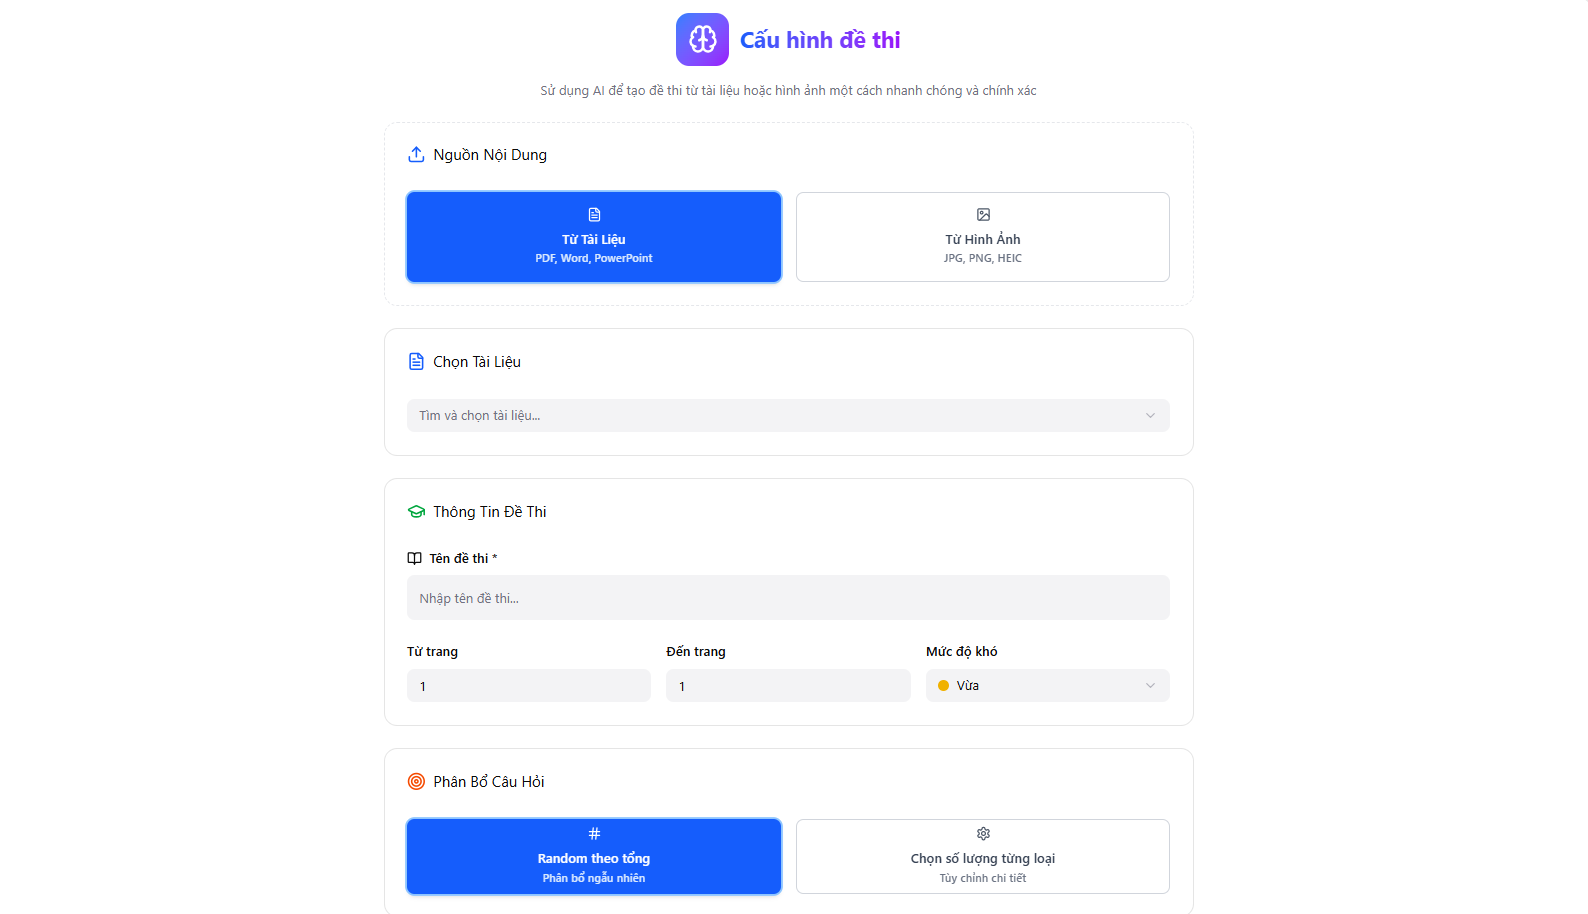 Cấu hình đề thi
Sử dụng AI để tạo đề thi từ tài liệu hoặc hình ảnh một cách nhanh chóng và chính xác
Nguồn Nội Dung
Từ Tài Liệu
PDF, Word, PowerPoint
Từ Hình Ảnh
JPG, PNG, HEIC
Chọn Tài Liệu
Tìm và chọn tài liệu...
Thông Tin Đề Thi
Tên đề thi *
Nhập tên đề thi...
Từ trang
Đến trang
Mức độ khó
1
1
Vừa
Phân Bổ Câu Hỏi
Random theo tổng
Phân bổ ngẫu nhiên
Chọn số lượng từng loại
Tùy chỉnh chi tiết